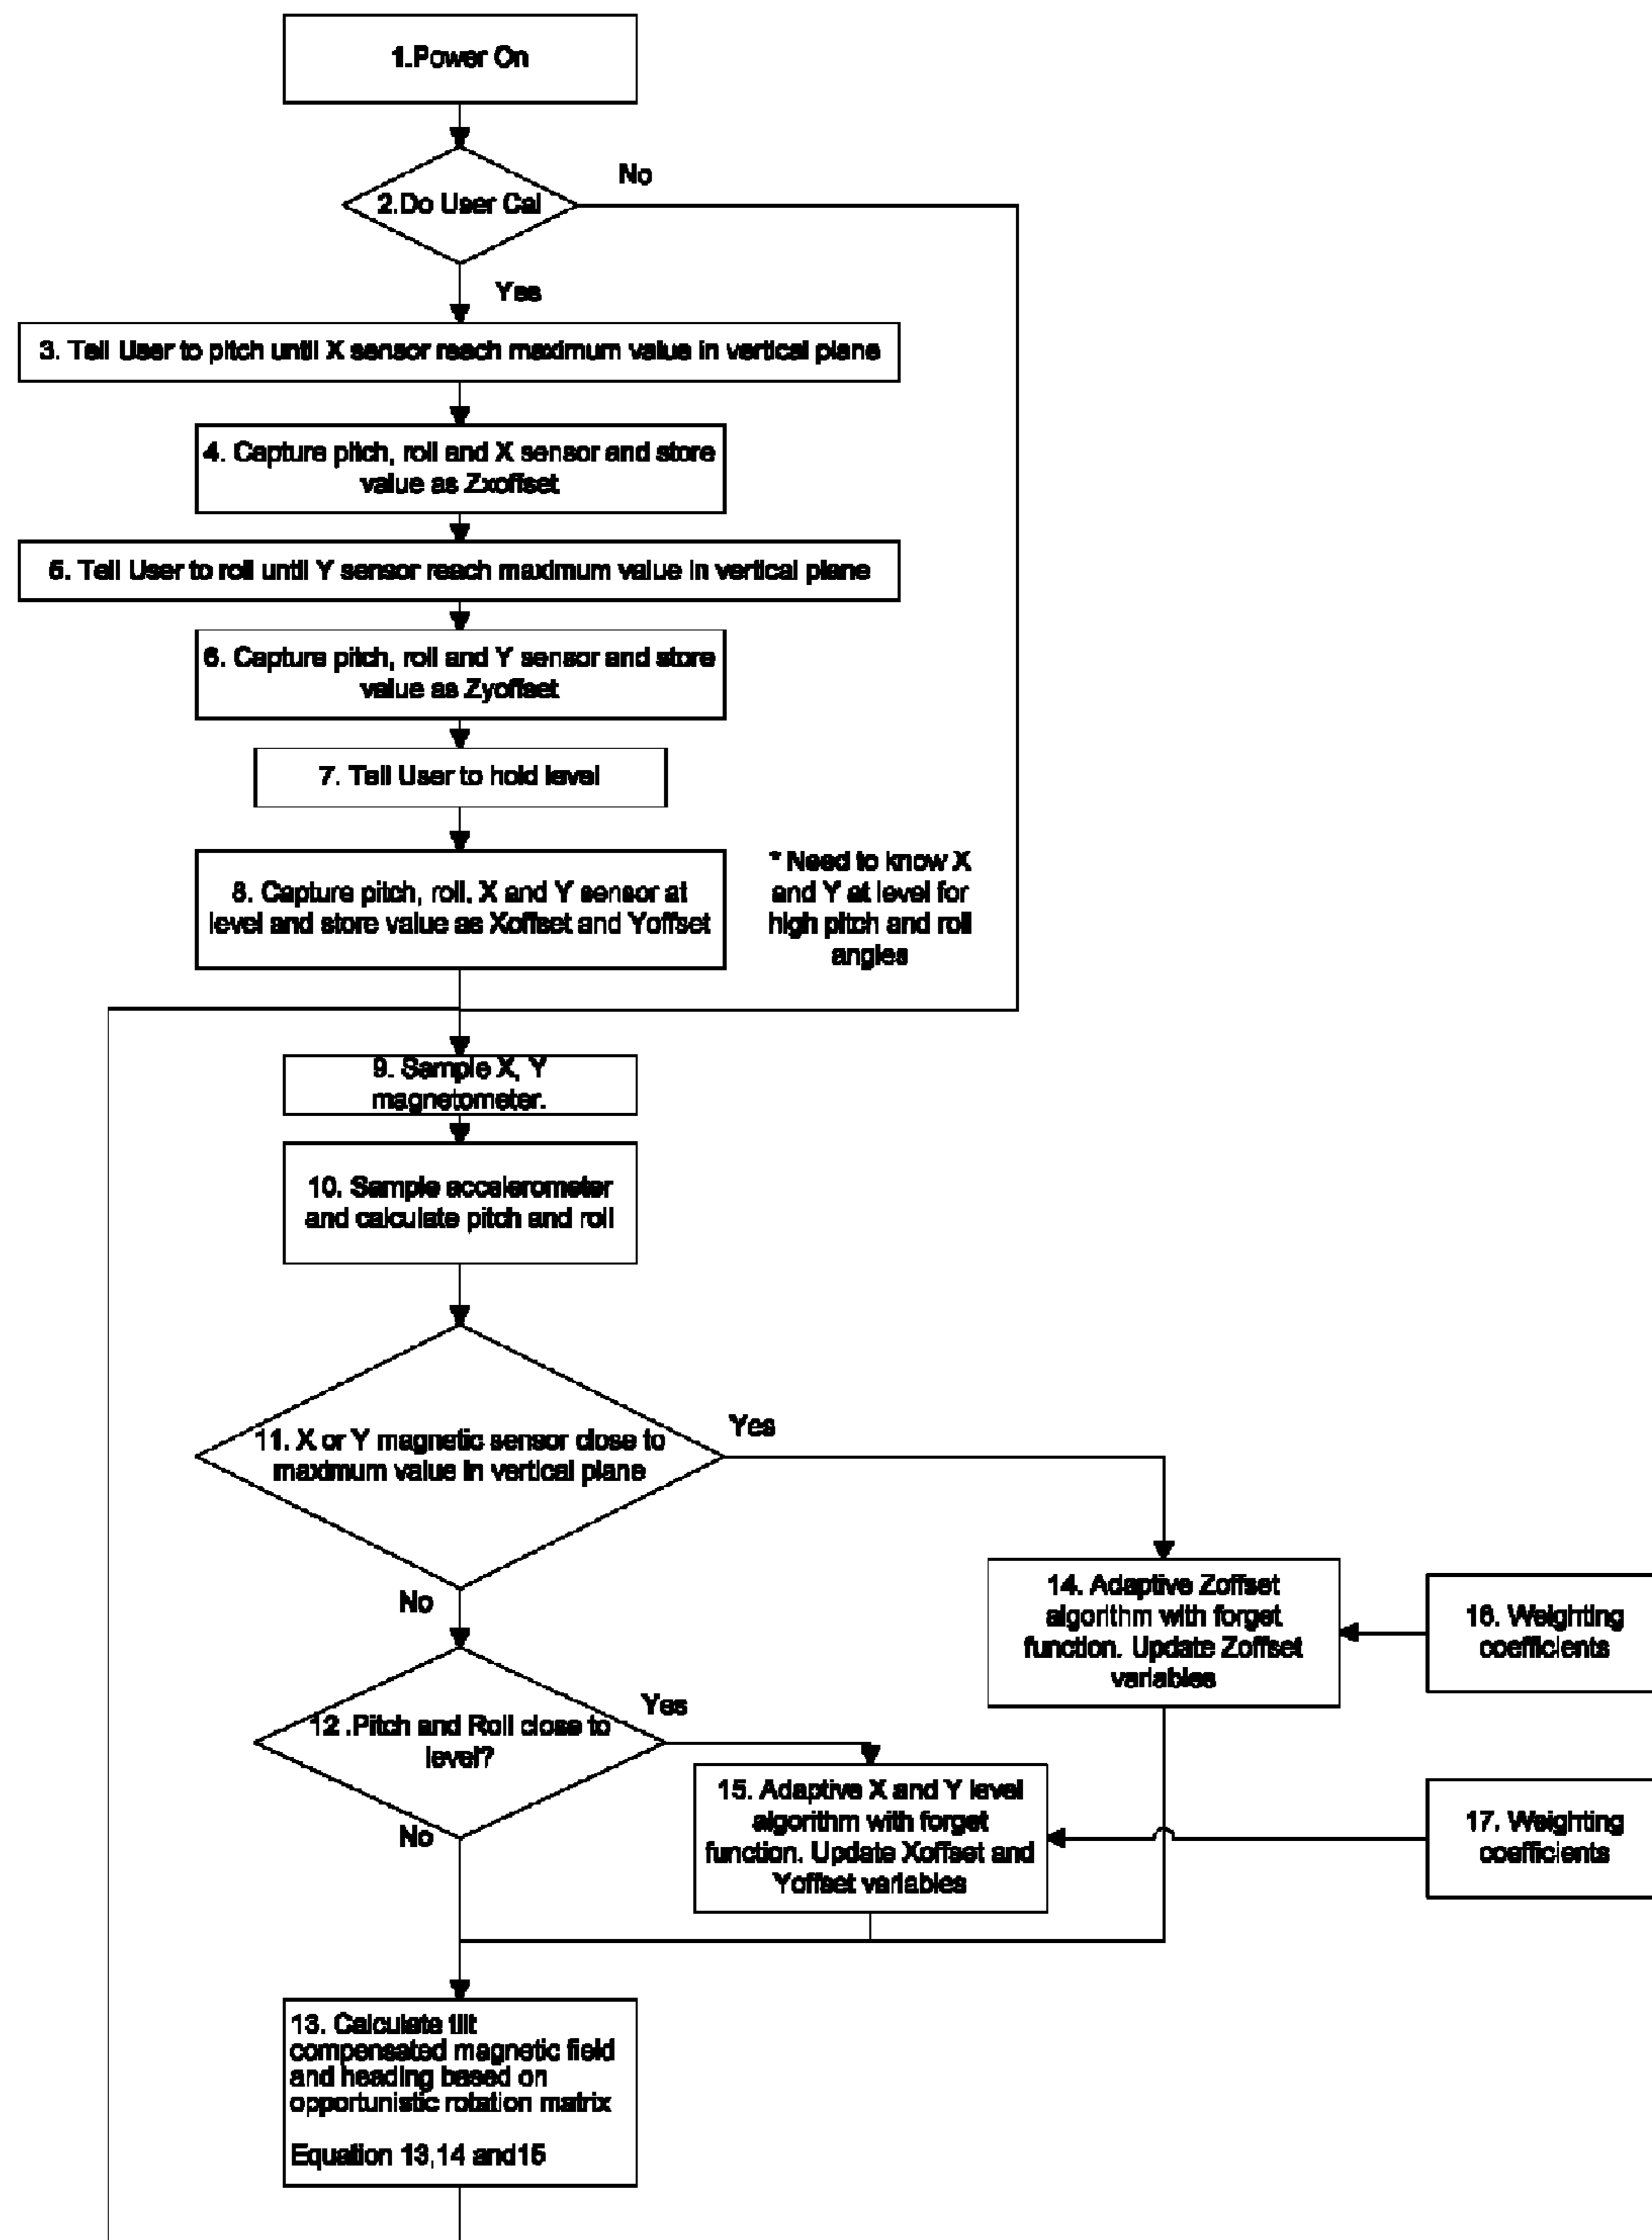 1.Power On
No
2.Do User Cal
Yes
3. Tell User to pitch until X sensor reach maximum value in vertical plane
4. Capture pitch, roll and X sensor and store
value as Zxoffset
5. Tell User to roll until Y sensor reach maximum value in vertical plane
6. Capture pitch, roll and Y sensor and store
value as Zyoffset
7. Tell User to hold level
8. Capture pitch, roll, X and Y sensor at
level and store value as Xoffset and Yoffset
* Need to know X
and Y at level for
high pitch and roll
angles
9. Sample X, Y
magnetometer.
10. Sample accelerometer
and calculate pitch and roll
11. X or Y magnetic sensor close to
maximum value in vertical plane
Yes
No
14. Adaptive Zoffset
algorithm with forget
function. Update Zoffset
variables
16. Weighting
coefficients
12 .Pitch and Roll close to
level?
Yes
No
15. Adaptive X and Y level
algorithm with forget
function. Update Xoffset and
Yoffset variables
17. Weighting
coefficients
13. Calculate tilt
compensated magnetic field
and heading based on
opportunistic rotation matrix
Equation 13,14 and15